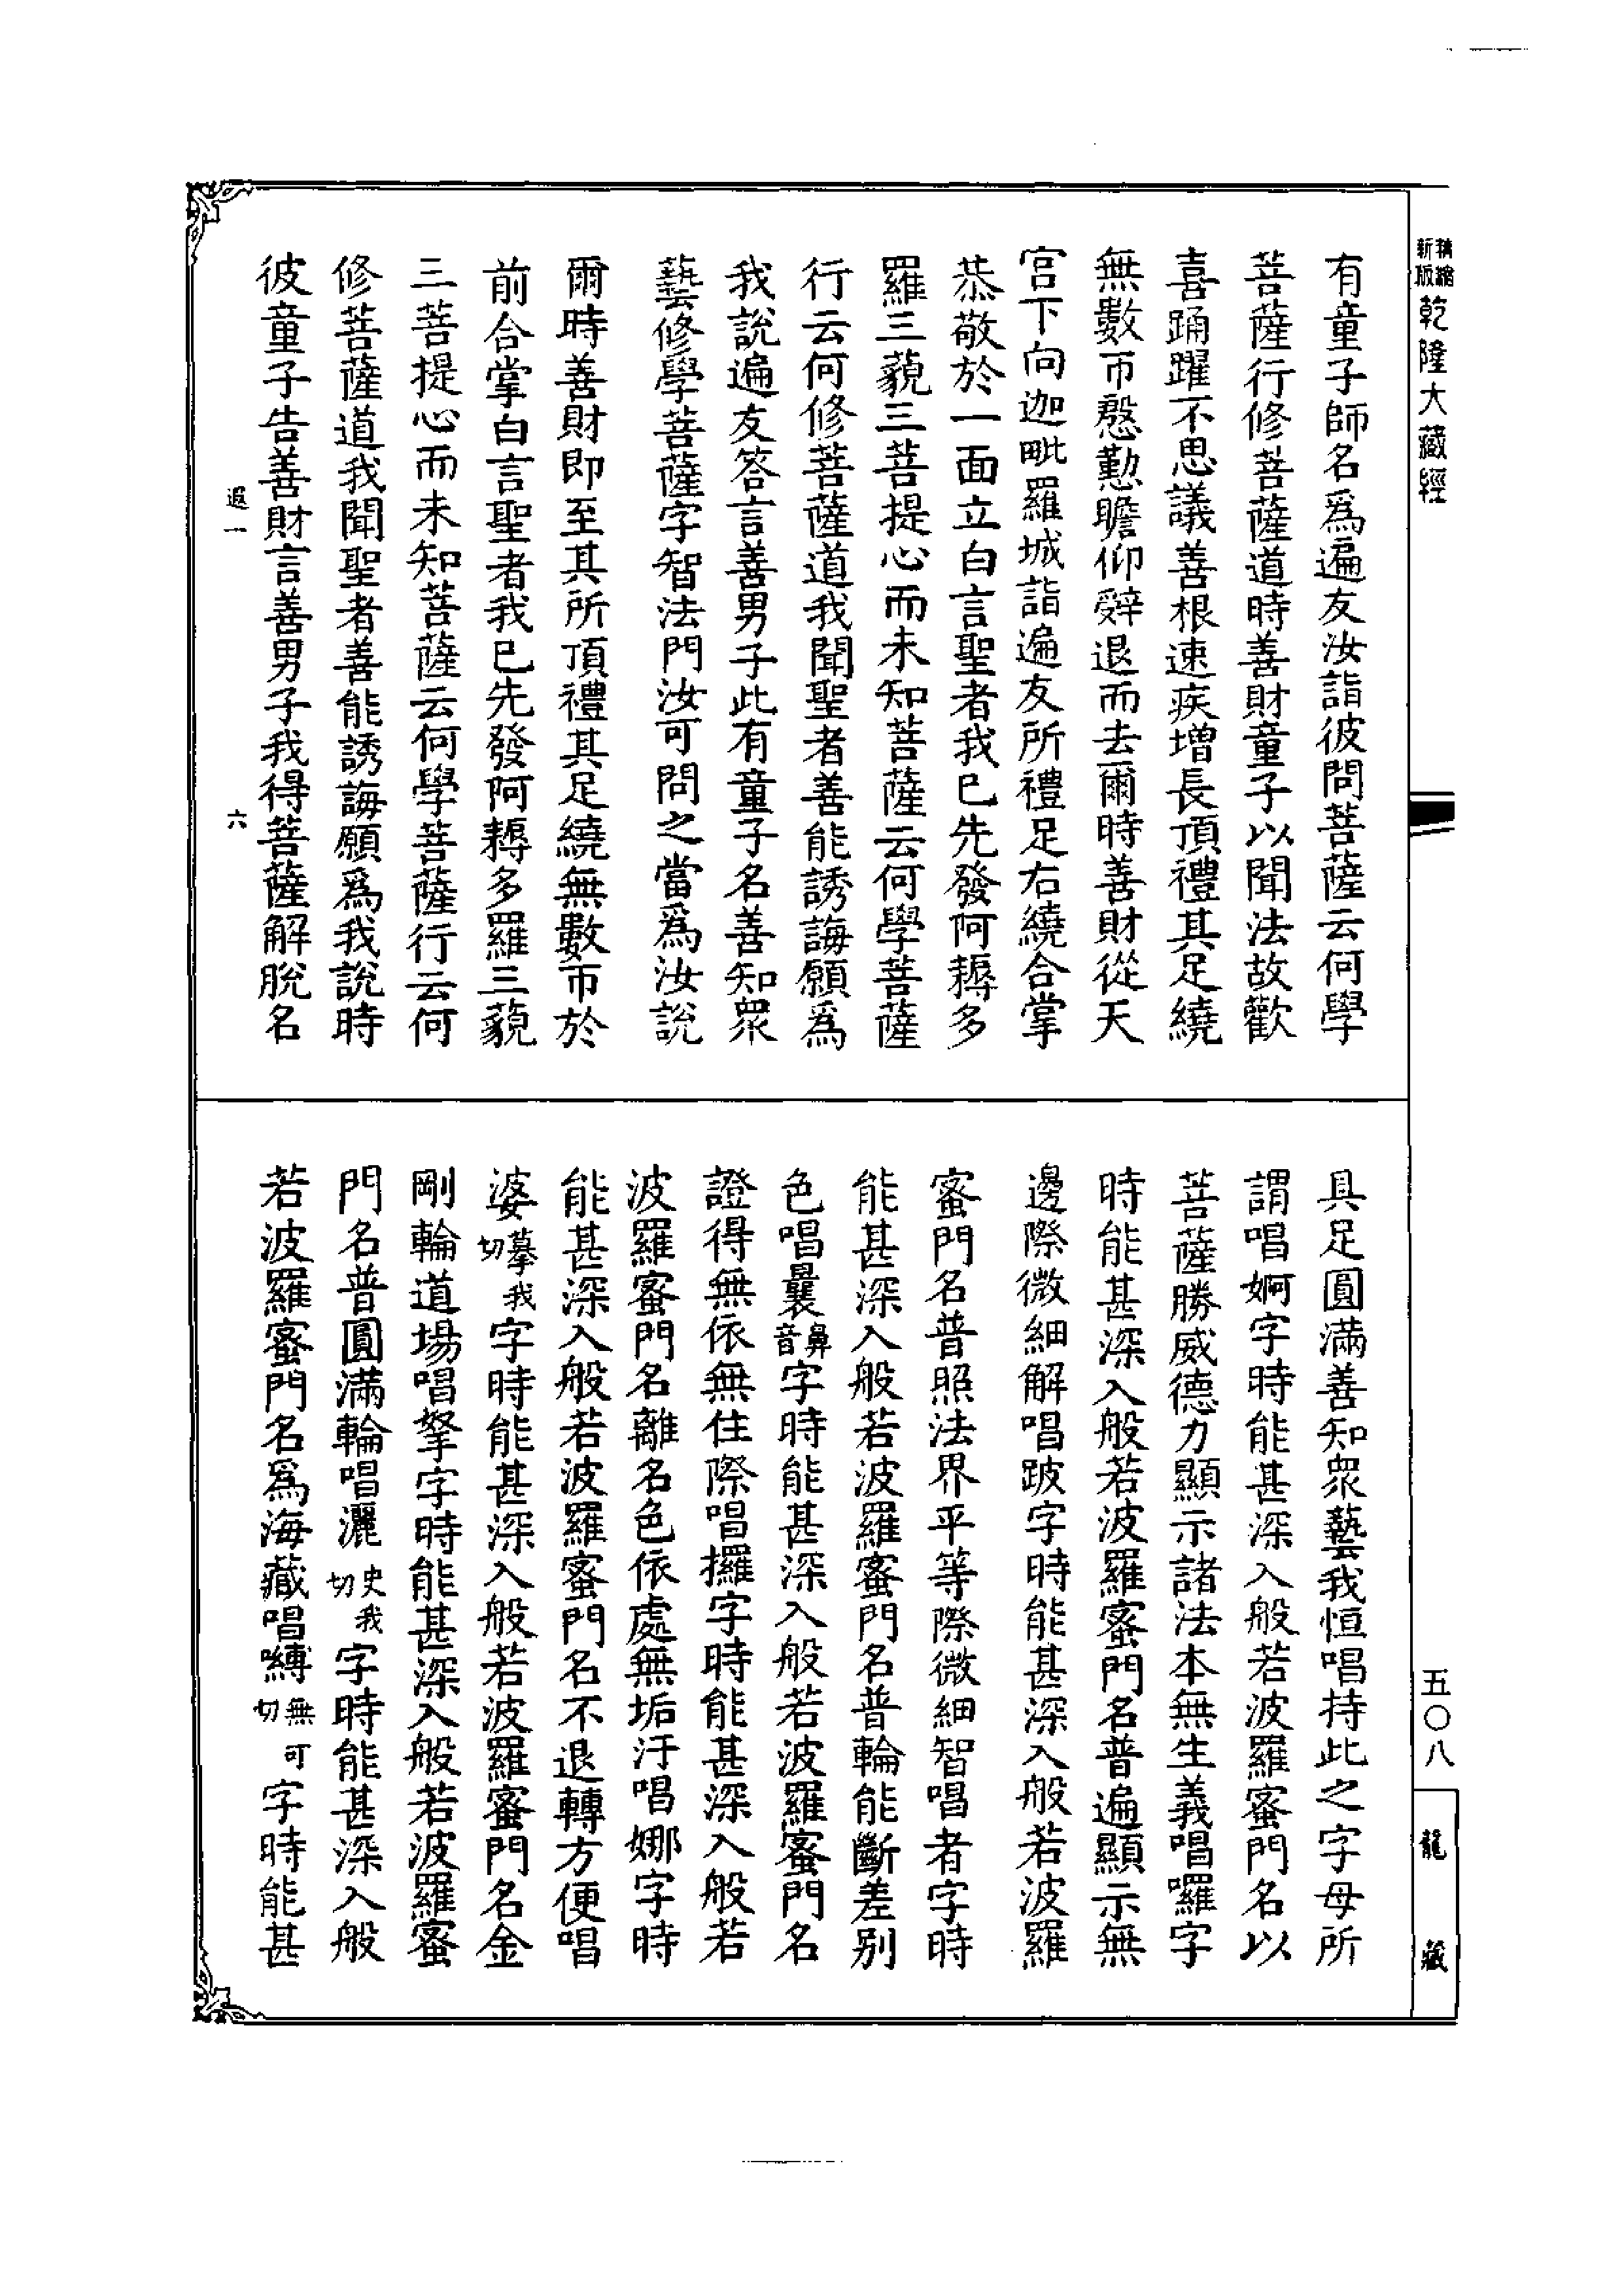 精縮新版乾隆大藏經
五〇八
龍藏
有童子師名爲遍友汝詣彼問菩薩云何學
菩薩行修菩薩道時善財童子以聞法故歡
喜踊躍不思議善根速疾增長頂禮其足繞
無數帀慇懃瞻仰辭退而去爾時善財從天
宮下向迦毗羅城詣遍友所禮足右繞合掌
恭敬於一面立白言聖者我已先發阿耨多
羅三藐三菩提心而未知菩薩云何學菩薩
行云何修菩薩道我聞聖者善能誘誨願爲
我說遍友答言善男子此有童子名善知眾
藝修學菩薩字智法門汝可問之當爲汝說
爾時善財即至其所頂禮其足繞無數帀於
前合掌白言聖者我已先發阿耨多羅三藐
三菩提心而未知菩薩云何學菩薩行云何
修菩薩道我聞聖者善能誘誨願爲我說時
彼童子告善財言善男子我得菩薩解脫名
遐一 六
具足圓滿善知眾藝我恒唱持此之字母所
謂唱婀字時能甚深入般若波羅蜜門名以
菩薩勝威德力顯示諸法本無生義唱囉字
時能甚深入般若波羅蜜門名普遍顯示無
邊際微細解唱跛字時能甚深入般若波羅
蜜門名普照法界平等際微細智唱者字時
能甚深入般若波羅蜜門名普輪能斷差別
色唱曩鼻音字時能甚深入般若波羅蜜門名
證得無依無住際唱攞字時能甚深入般若
波羅蜜門名離名色依處無垢汙唱娜字時
能甚深入般若波羅蜜門名不退轉方便唱
婆摹我切字時能甚深入般若波羅蜜門名金
剛輪道場唱拏字時能甚深入般若波羅蜜
門名普圓滿輪唱灑史我切字時能甚深入般
若波羅蜜門名爲海藏唱嚩無可切字時能甚